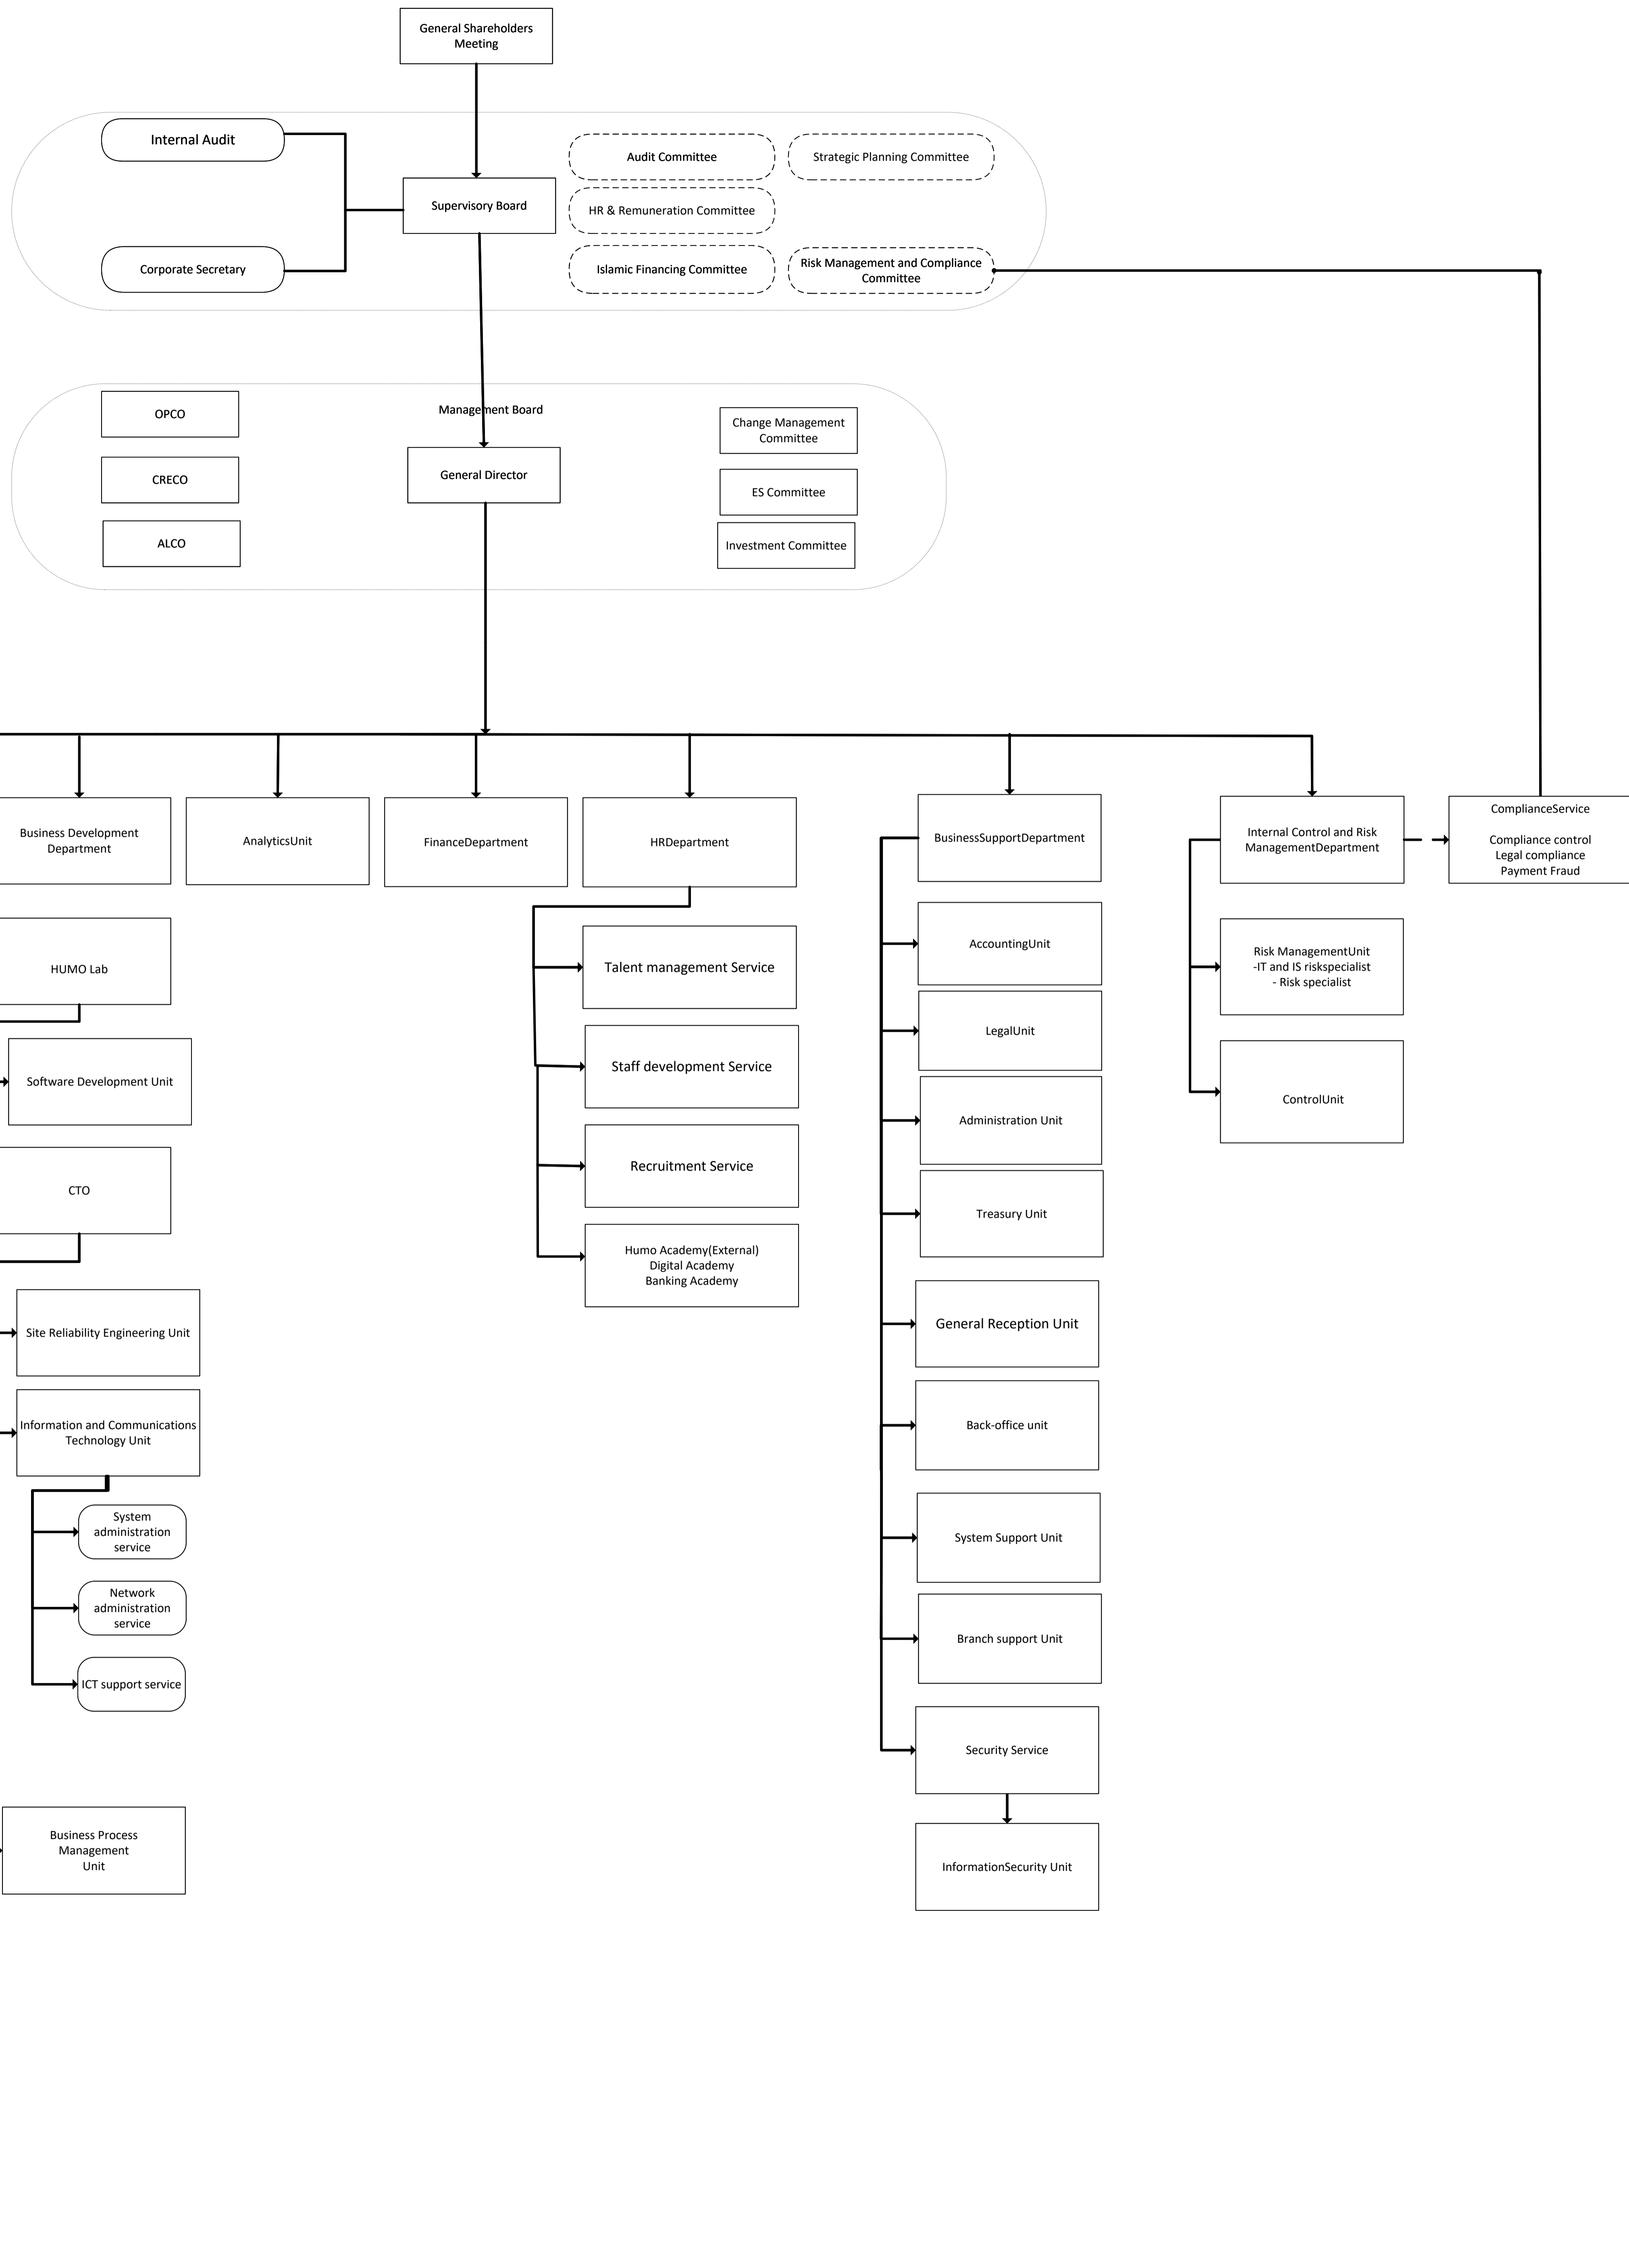 General Shareholders
Meeting
Internal Audit
Audit Committee
Strategic Planning Committee
Supervisory Board
HR & Remuneration Committee
Corporate Secretary
Islamic Financing Committee
Risk Management and Compliance
Committee
OPCO
Management Board
Change Management
Committee
CRECO
General Director
ES Committee
ALCO
Investment Committee
Business Development
Department
AnalyticsUnit
FinanceDepartment
HRDepartment
BusinessSupportDepartment
Internal Control and Risk
ManagementDepartment
ComplianceService
Compliance control
Legal compliance
Payment Fraud
HUMO Lab
Software Development Unit
CTO
Site Reliability Engineering Unit
Information and Communications
Technology Unit
System
administration
service
Network
administration
service
ICT support service
Business Process
Management
Unit
Talent management Service
Staff development Service
Recruitment Service
Humo Academy(External)
Digital Academy
Banking Academy
AccountingUnit
LegalUnit
Administration Unit
Treasury Unit
General Reception Unit
Back-office unit
System Support Unit
Branch support Unit
Security Service
InformationSecurity Unit
Risk ManagementUnit
-IT and IS riskspecialist
- Risk specialist
ControlUnit